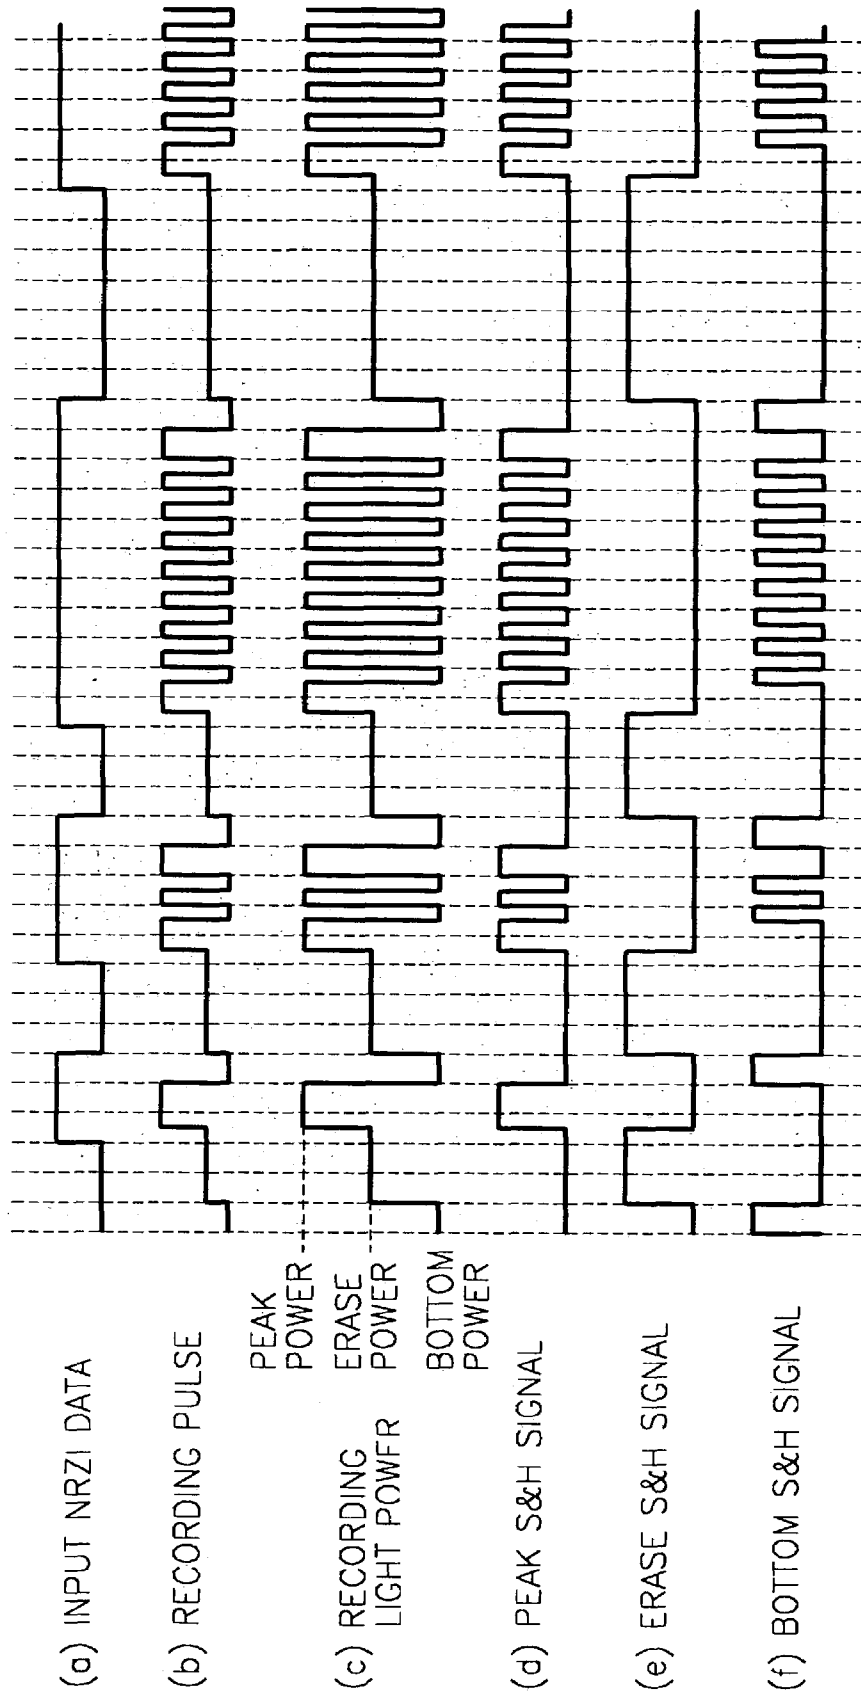 (a) INPUT NRZI DATA
(b) RECORDING PULSE
PEAK
POWER
ERASE
POWER
BOTTOM
POWER
(c) RECORDING
LIGHT POWER
(d) PEAK S&H SIGNAL
(e) ERASE S&H SIGNAL
(f) BOTTOM S&H SIGNAL